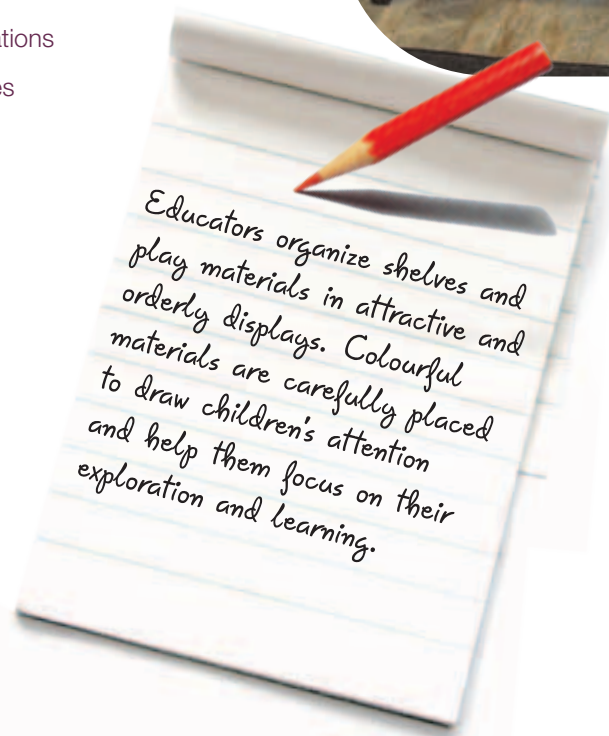 Educators organize shelves and
play materials in attractive and
orderly displays. Colourful
materials are carefully placed
to draw children's attention
and help them focus on their
exploration and learning.